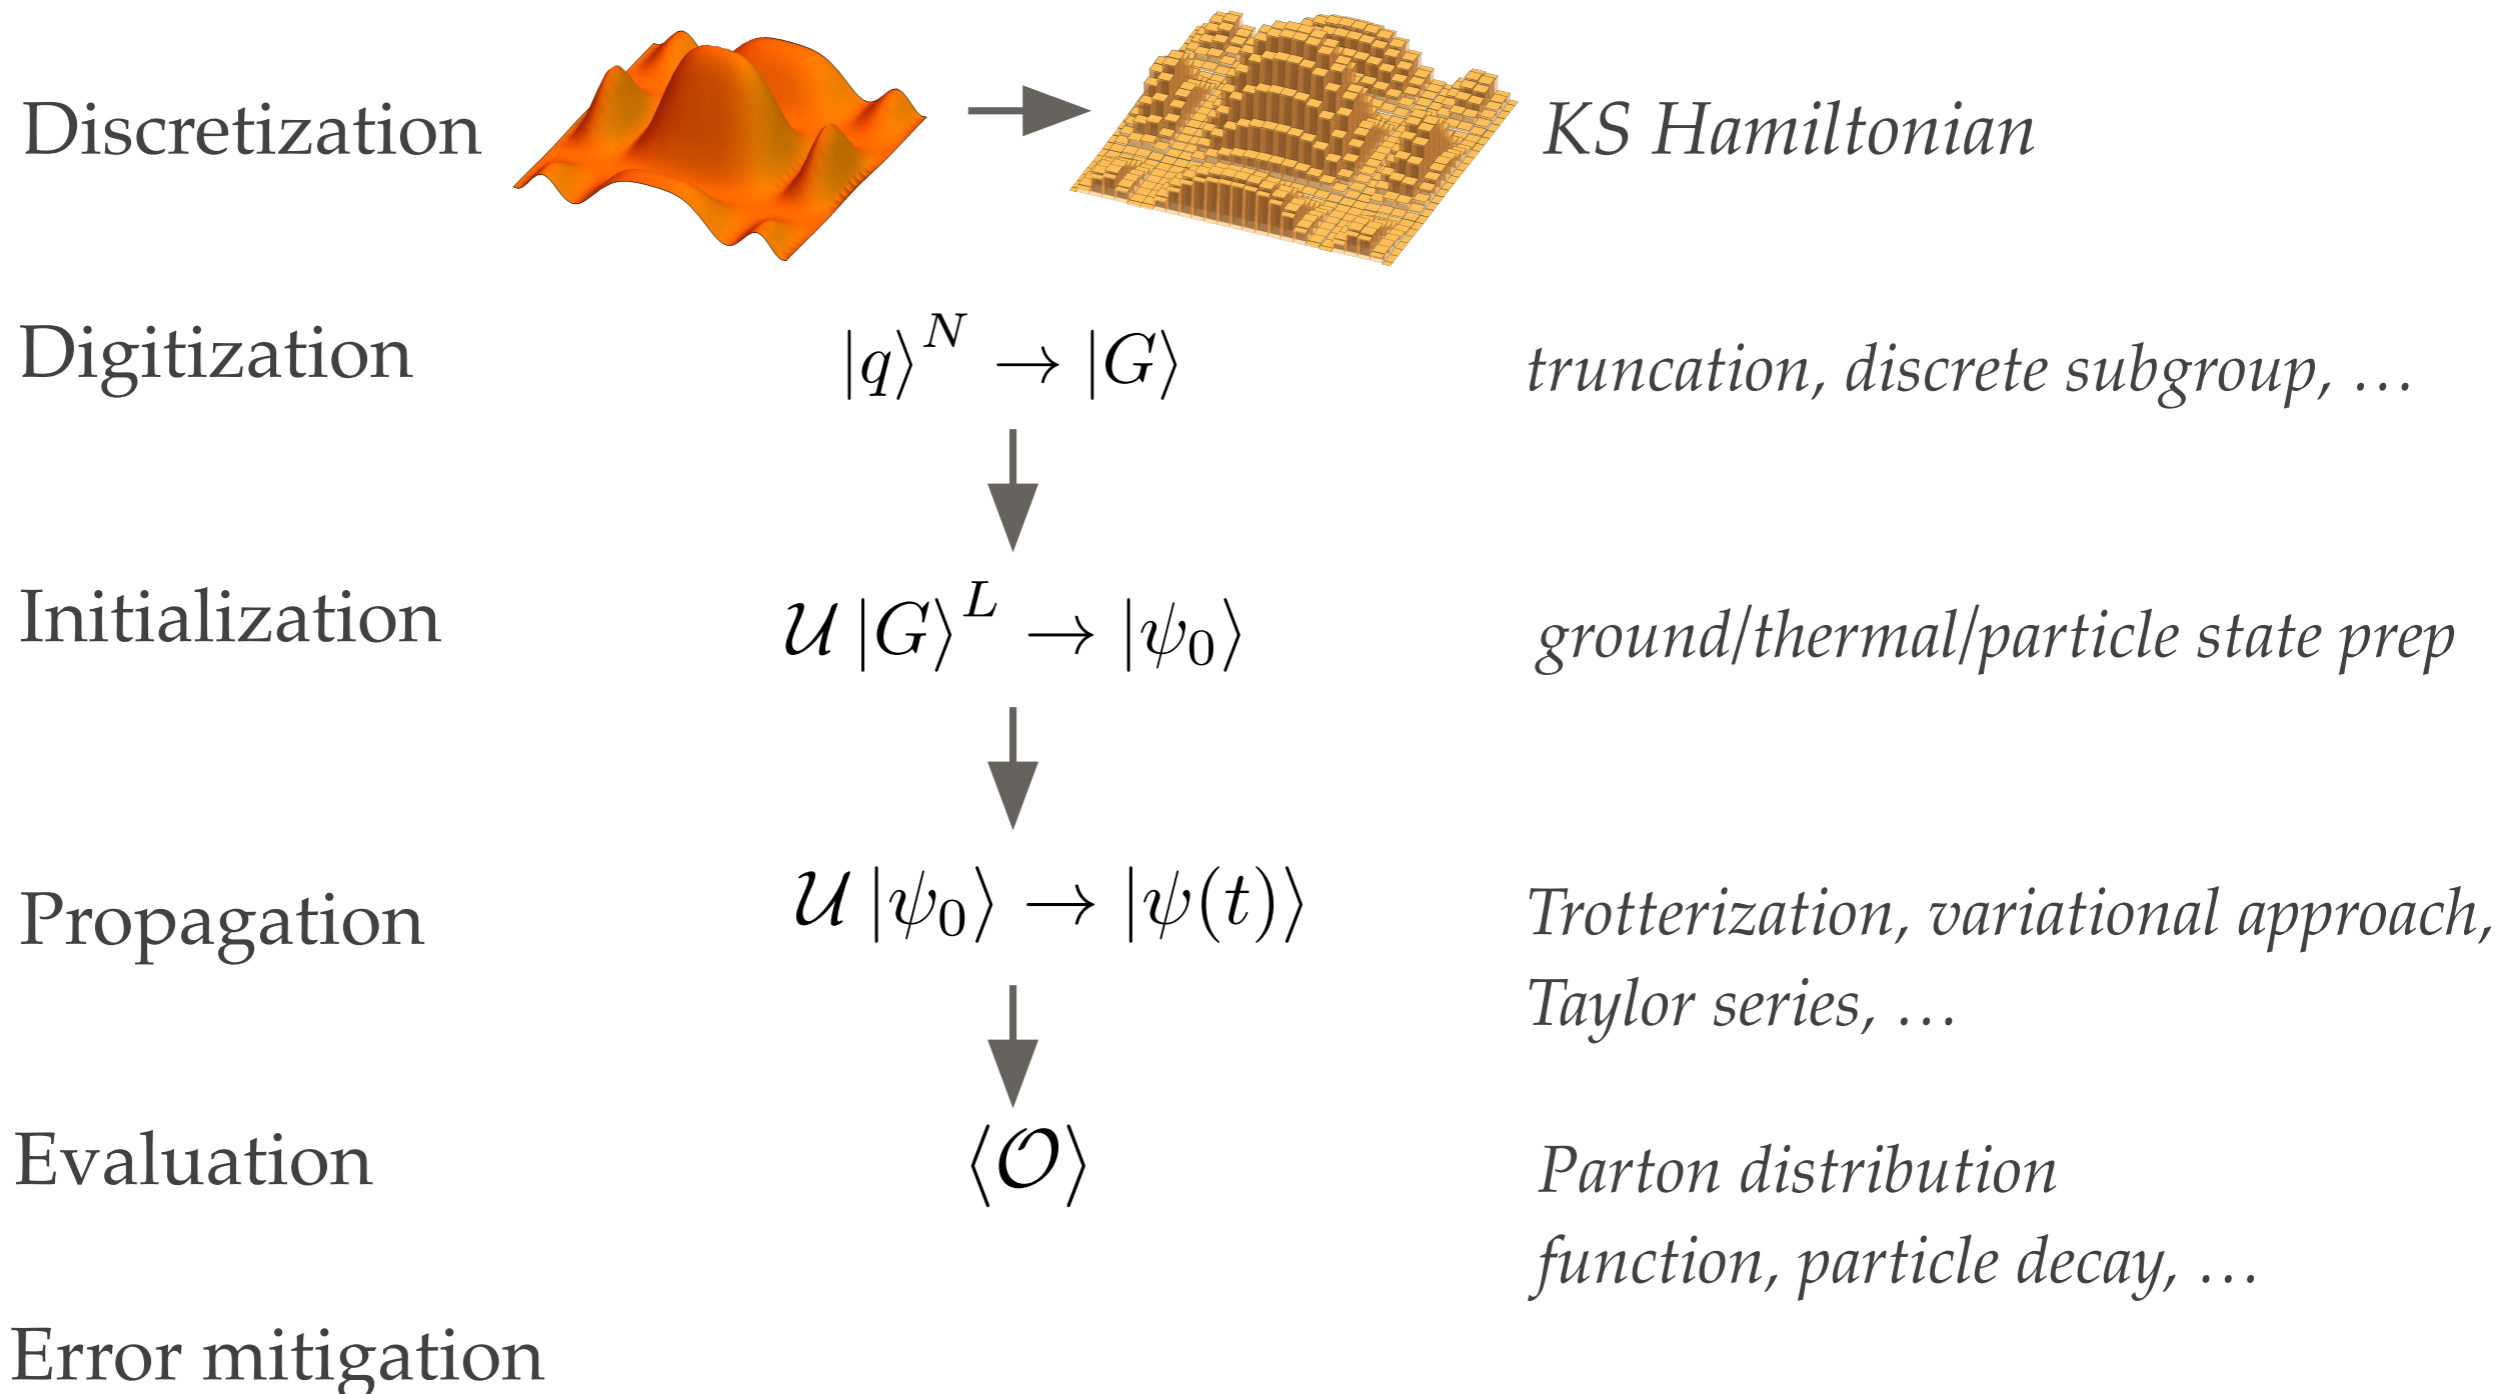 Discretization
KS Hamiltonian
Digitization
|q⟩^N → |G⟩
truncation, discrete subgroup, …
Initialization
𝒰 |G⟩^L → |ψ₀⟩
ground/thermal/particle state prep
Propagation
𝒰 |ψ₀⟩ → |ψ(t)⟩
Trotterization, variational approach,
Taylor series, …
Evaluation
⟨𝒪⟩
Parton distribution
function, particle decay, …
Error mitigation